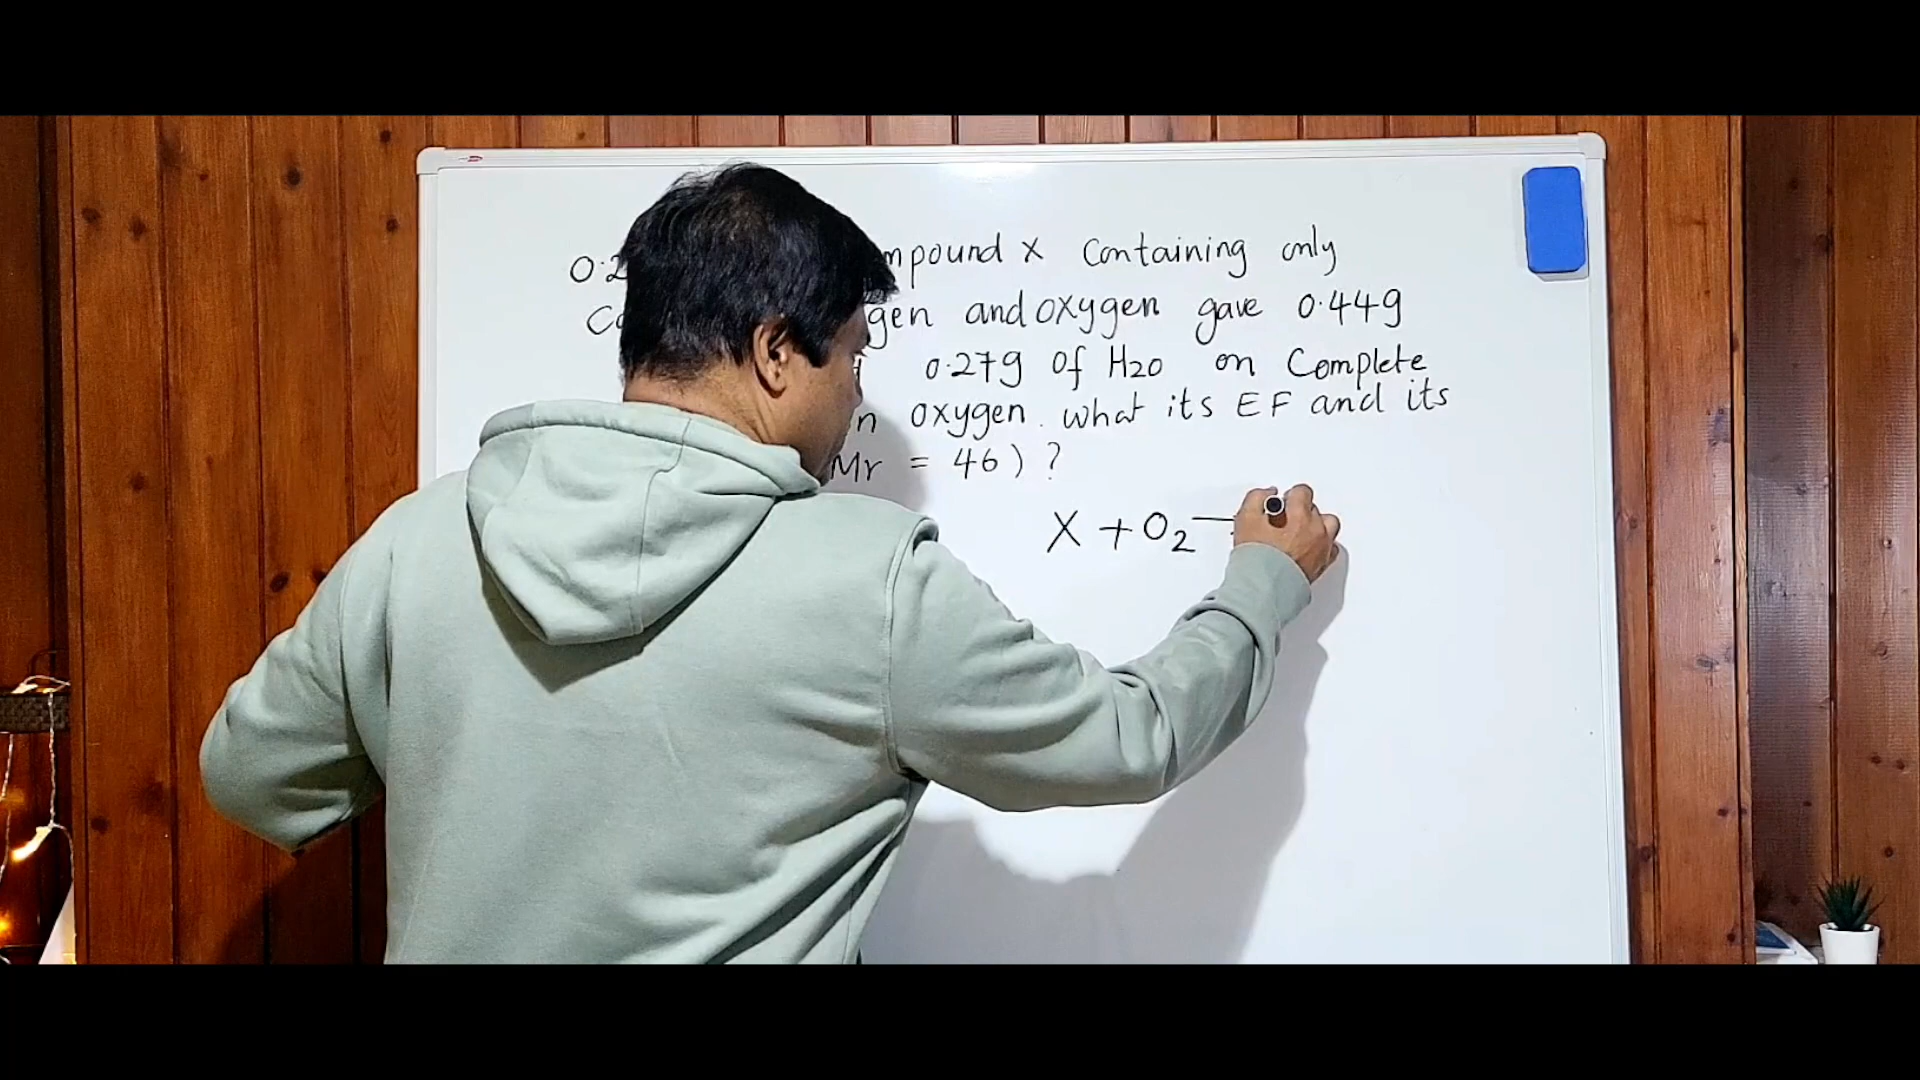 0.2 mpound X Containing only
gen and oxygen gave 0.44g
0.27g of H2O on Complete
n oxygen. what its EF and its
Mr = 46) ?
X + O2